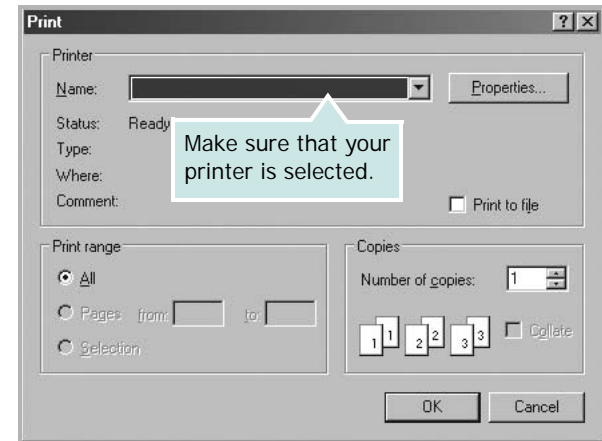 Print
Printer
Name:
Properties...
Status: Ready
Type:
Where:
Comment:
Make sure that your
printer is selected.
Print to file
Print range
All
Pages from: to:
Selection
Copies
Number of copies: 1
1 1 2 2 3 3
Collate
OK
Cancel